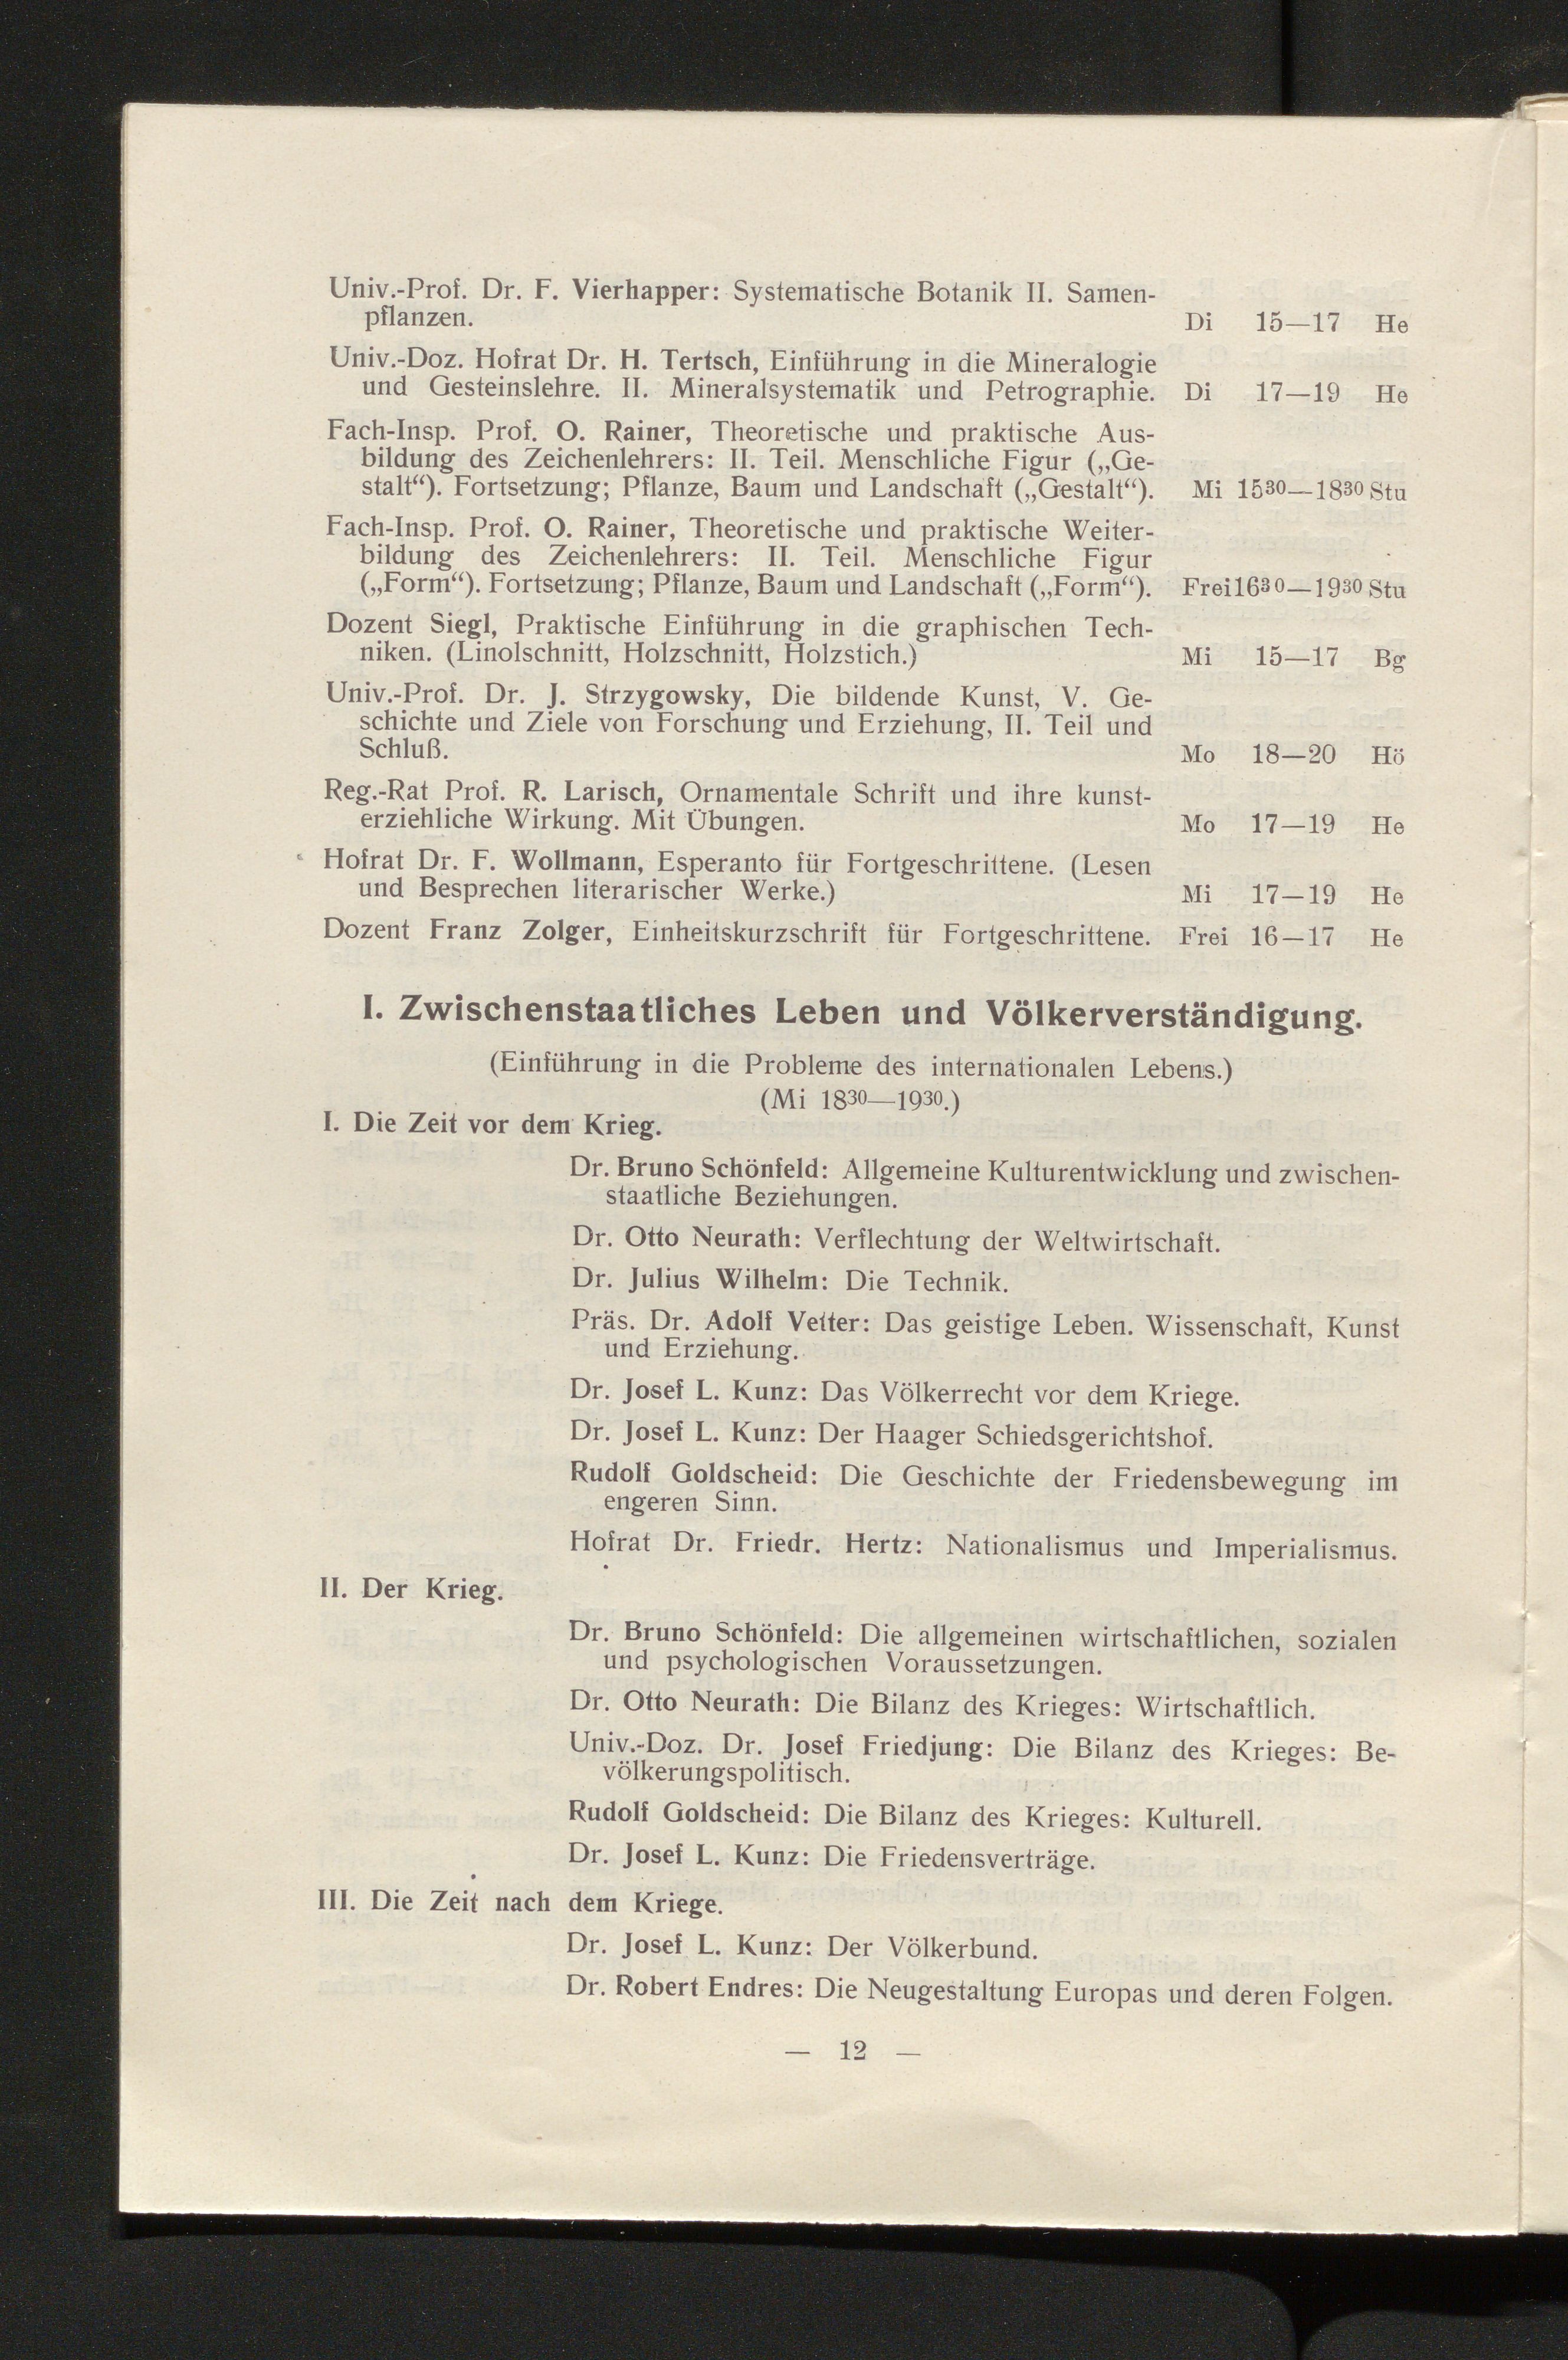 Univ.-Prof. Dr. F. Vierhapper: Systematische Botanik II. Samen-
pflanzen. Di 15—17 He
Univ.-Doz. Hofrat Dr. H. Tertsch, Einführung in die Mineralogie
und Gesteinslehre. II. Mineralsystematik und Petrographie. Di 17—19 He
Fach-Insp. Prof. O. Rainer, Theoretische und praktische Aus-
bildung des Zeichenlehrers: II. Teil. Menschliche Figur („Ge-
stalt“). Fortsetzung; Pflanze, Baum und Landschaft („Gestalt“). Mi 15³⁰—18³⁰ Stu
Fach-Insp. Prof. O. Rainer, Theoretische und praktische Weiter-
bildung des Zeichenlehrers: II. Teil. Menschliche Figur
(„Form“). Fortsetzung; Pflanze, Baum und Landschaft („Form“). Frei 16³⁰—19³⁰ Stu
Dozent Siegl, Praktische Einführung in die graphischen Tech-
niken. (Linolschnitt, Holzschnitt, Holzstich.) Mi 15—17 Bg
Univ.-Prof. Dr. J. Strzygowsky, Die bildende Kunst, V. Ge-
schichte und Ziele von Forschung und Erziehung, II. Teil und
Schluß. Mo 18—20 Hö
Reg.-Rat Prof. R. Larisch, Ornamentale Schrift und ihre kunst-
erziehliche Wirkung. Mit Übungen. Mo 17—19 He
Hofrat Dr. F. Wollmann, Esperanto für Fortgeschrittene. (Lesen
und Besprechen literarischer Werke.) Mi 17—19 He
Dozent Franz Zolger, Einheitskurzschrift für Fortgeschrittene. Frei 16—17 He
I. Zwischenstaatliches Leben und Völkerverständigung.
(Einführung in die Probleme des internationalen Lebens.)
(Mi 18³⁰—19³⁰.)
I. Die Zeit vor dem Krieg.
Dr. Bruno Schönfeld: Allgemeine Kulturentwicklung und zwischen-
staatliche Beziehungen.
Dr. Otto Neurath: Verflechtung der Weltwirtschaft.
Dr. Julius Wilhelm: Die Technik.
Präs. Dr. Adolf Vetter: Das geistige Leben. Wissenschaft, Kunst
und Erziehung.
Dr. Josef L. Kunz: Das Völkerrecht vor dem Kriege.
Dr. Josef L. Kunz: Der Haager Schiedsgerichtshof.
Rudolf Goldscheid: Die Geschichte der Friedensbewegung im
engeren Sinn.
Hofrat Dr. Friedr. Hertz: Nationalismus und Imperialismus.
II. Der Krieg.
Dr. Bruno Schönfeld: Die allgemeinen wirtschaftlichen, sozialen
und psychologischen Voraussetzungen.
Dr. Otto Neurath: Die Bilanz des Krieges: Wirtschaftlich.
Univ.-Doz. Dr. Josef Friedjung: Die Bilanz des Krieges: Be-
völkerungspolitisch.
Rudolf Goldscheid: Die Bilanz des Krieges: Kulturell.
Dr. Josef L. Kunz: Die Friedensverträge.
III. Die Zeit nach dem Kriege.
Dr. Josef L. Kunz: Der Völkerbund.
Dr. Robert Endres: Die Neugestaltung Europas und deren Folgen.
— 12 —